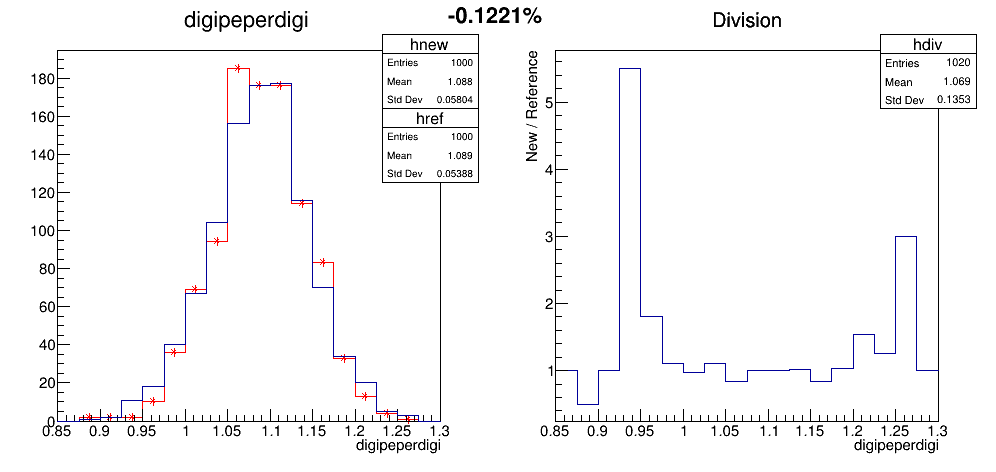 digipeperdigi
-0.1221%
Division
hnew
Entries 1000
Mean 1.088
Std Dev 0.05804
href
Entries 1000
Mean 1.089
Std Dev 0.05388
180
160
140
120
100
80
60
40
20
0
0.85 0.9 0.95 1 1.05 1.1 1.15 1.2 1.25 1.3
digipeperdigi
hdiv
Entries 1020
Mean 1.069
Std Dev 0.1353
New / Reference
5
4
3
2
1
0.85 0.9 0.95 1 1.05 1.1 1.15 1.2 1.25 1.3
digipeperdigi